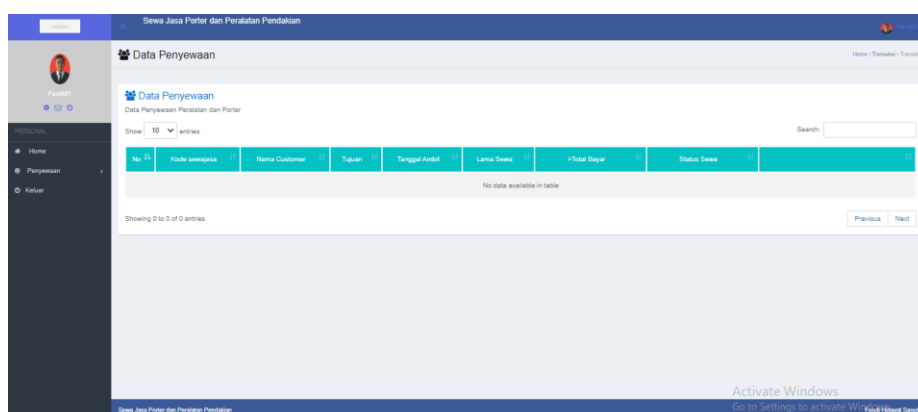 Sewa Jasa Porter dan Peralatan Pendakian
Data Penyewaan
Home / Transaksi / Transak
Fandi01
PERSONAL
Home
Penyewaan
Keluar
Data Penyewaan
Data Penyewaan Peralatan dan Porter
Show 10 entries
Search:
No Kode sewajasa Nama Customer Tujuan Tanggal Ambil Lama Sewa >Total Bayar Status Sewa
No data available in table
Showing 0 to 0 of 0 entries
Previous Next
Activate Windows
Go to Settings to activate Windows
Sewa Jasa Porter dan Peralatan Pendakian